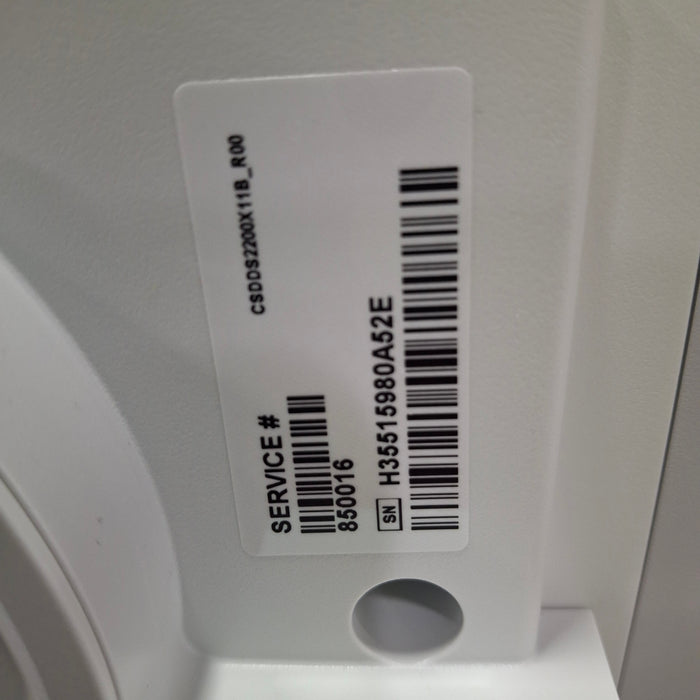 CSDDS2200X11B_R00
SERVICE #
850016
SN H35515980A52E